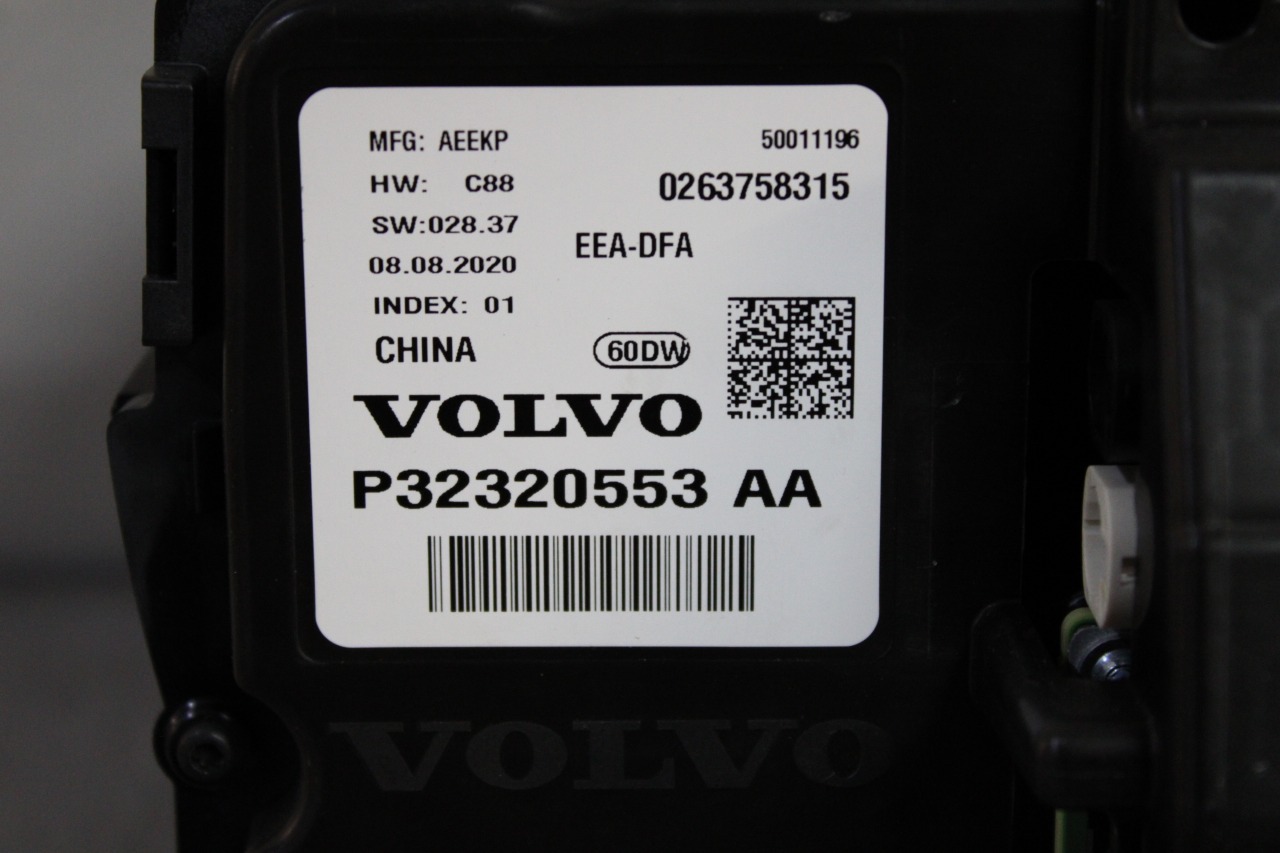 MFG: AEEKP 50011196
HW: C88 0263758315
SW:028.37
EEA-DFA
08.08.2020
INDEX: 01
CHINA 60DW
VOLVO
P32320553 AA
VOLVO